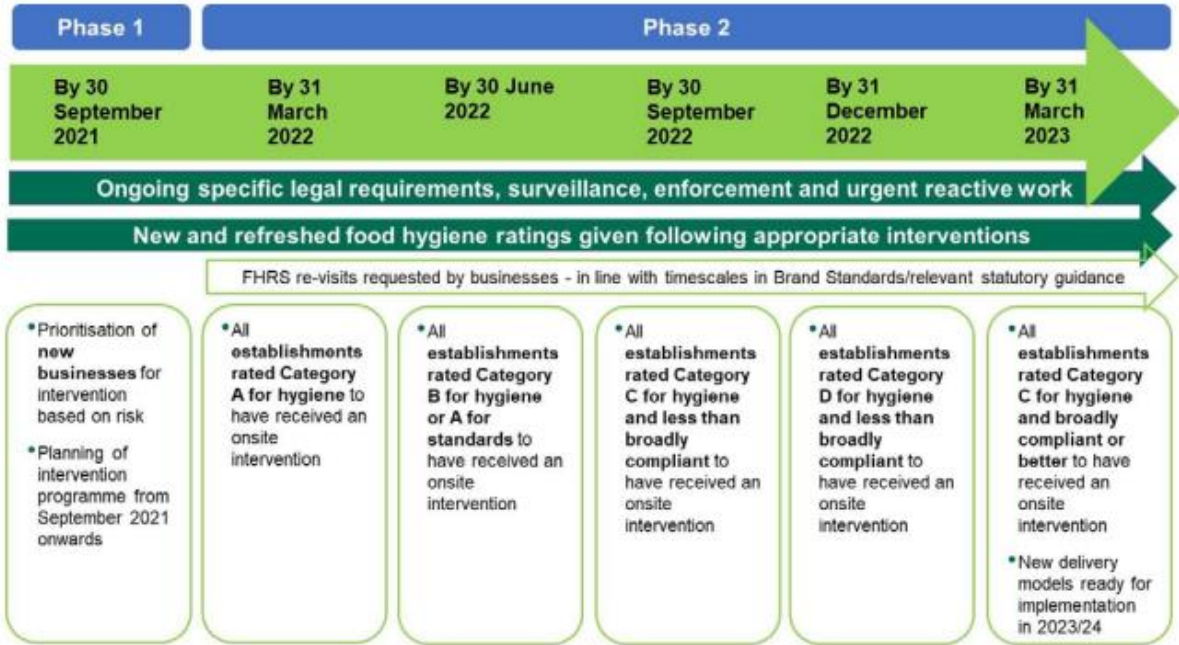 Phase 1
Phase 2
By 30
September
2021
By 31
March
2022
By 30 June
2022
By 30
September
2022
By 31
December
2022
By 31
March
2023
Ongoing specific legal requirements, surveillance, enforcement and urgent reactive work
New and refreshed food hygiene ratings given following appropriate interventions
FHRS re-visits requested by businesses - in line with timescales in Brand Standards/relevant statutory guidance
•Prioritisation of
new
businesses for
intervention
based on risk
•Planning of
intervention
programme from
September 2021
onwards
•All
establishments
rated Category
A for hygiene to
have received an
onsite
intervention
•All
establishments
rated Category
B for hygiene
or A for
standards to
have received an
onsite
intervention
•All
establishments
rated Category
C for hygiene
and less than
broadly
compliant to
have received an
onsite
intervention
•All
establishments
rated Category
D for hygiene
and less than
broadly
compliant to
have received an
onsite
intervention
•All
establishments
rated Category
C for hygiene
and broadly
compliant or
better to have
received an
onsite
intervention
•New delivery
models ready for
implementation
in 2023/24